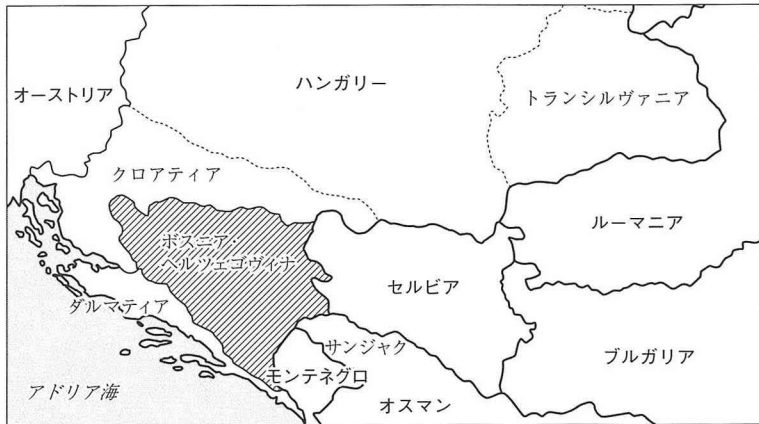 オーストリア
ハンガリー
トランシルヴァニア
クロアティア
ルーマニア
ボスニア・
ヘルツェゴヴィナ
セルビア
ダルマティア
サンジャク
ブルガリア
モンテネグロ
アドリア海
オスマン